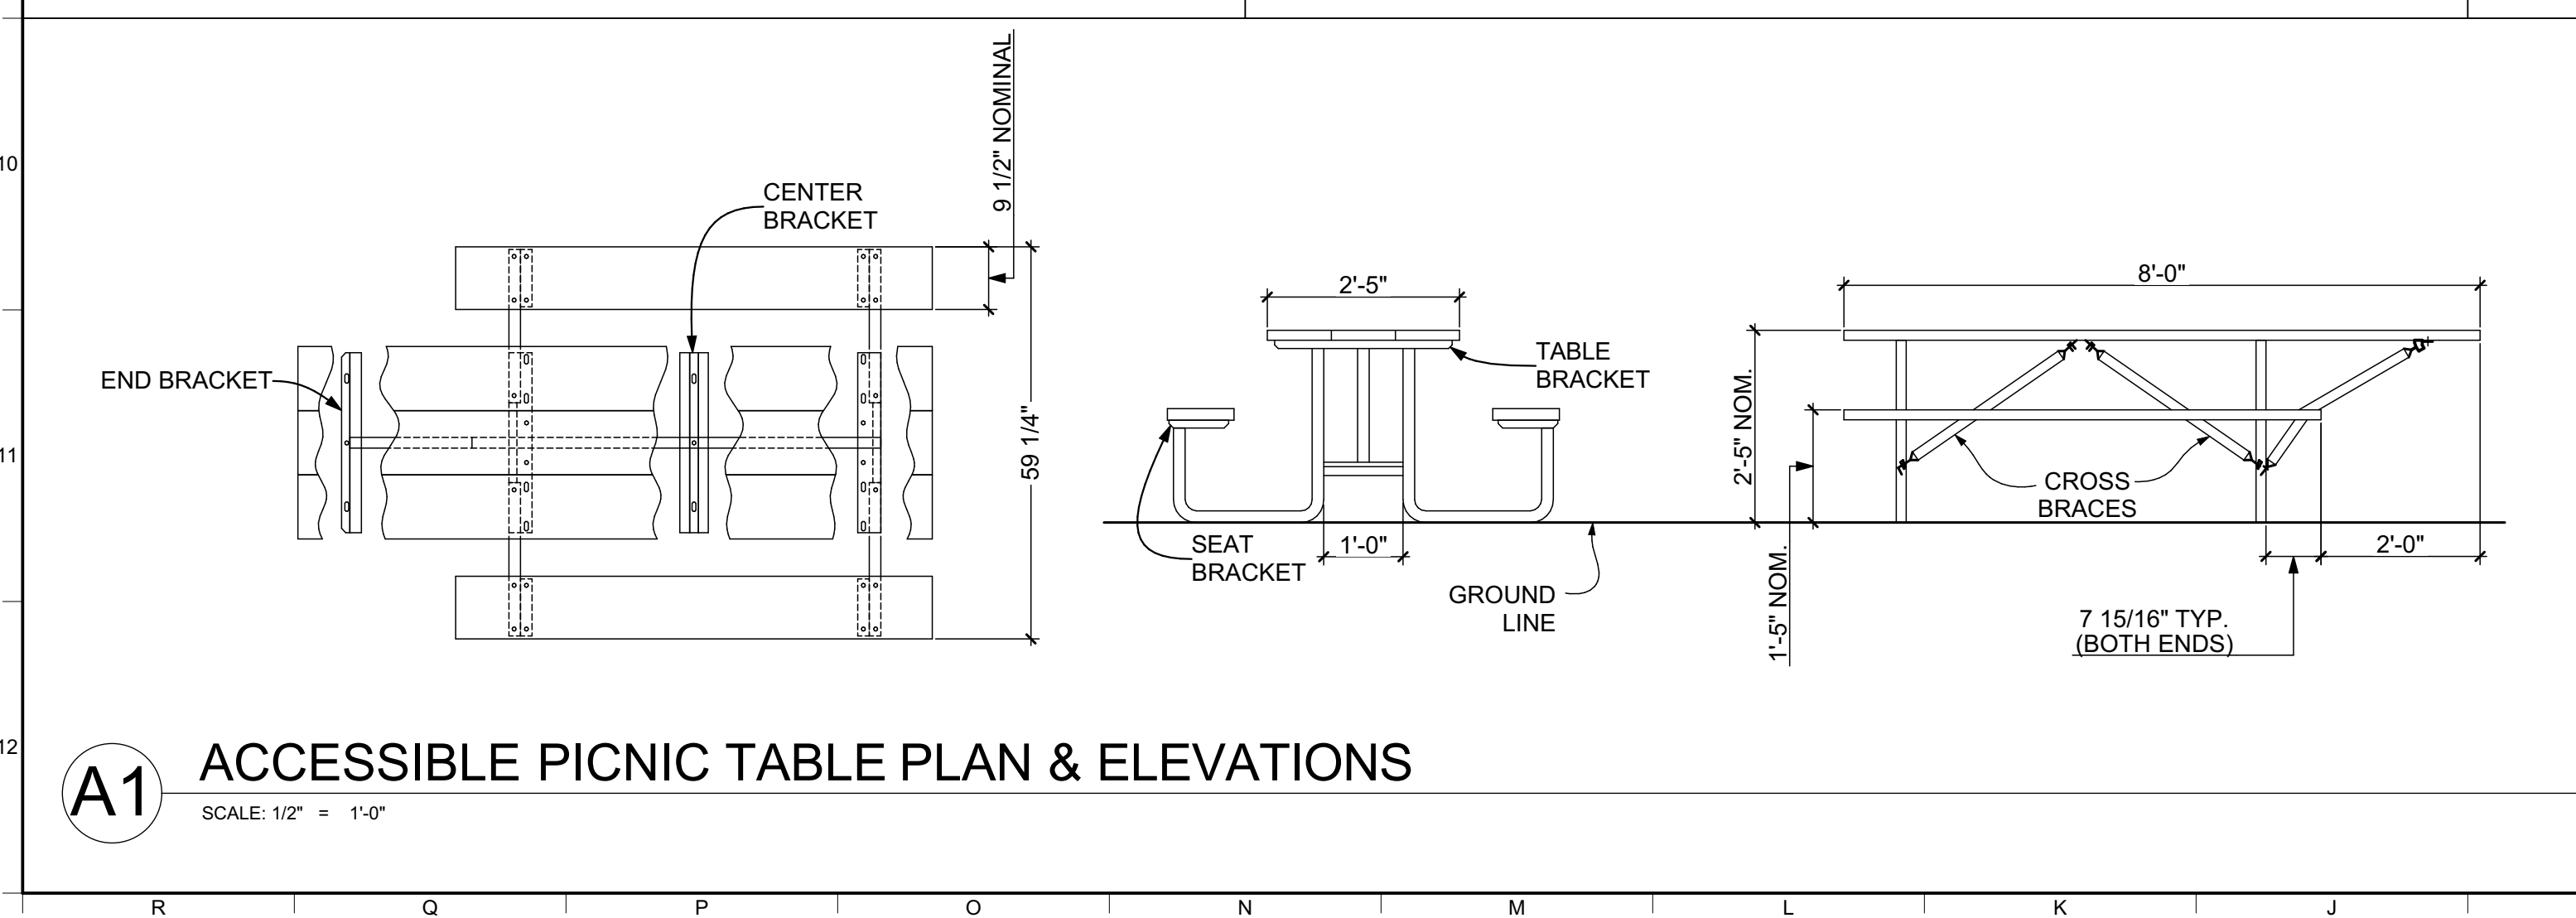 9 1/2" NOMINAL
10
CENTER
BRACKET
END BRACKET
59 1/4"
11
2'-5"
TABLE
BRACKET
SEAT
BRACKET
1'-0"
GROUND
LINE
8'-0"
2'-5" NOM.
1'-5" NOM.
CROSS
BRACES
2'-0"
7 15/16" TYP.
(BOTH ENDS)
12
A1
ACCESSIBLE PICNIC TABLE PLAN & ELEVATIONS
SCALE: 1/2" = 1'-0"
R Q P O N M L K J